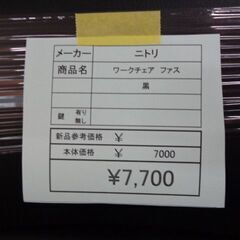 メーカー ニトリ
商品名 ワークチェア ファス
黒
鍵 有り 無し
新品参考価格 ¥
本体価格 ¥ 7000
¥7,700